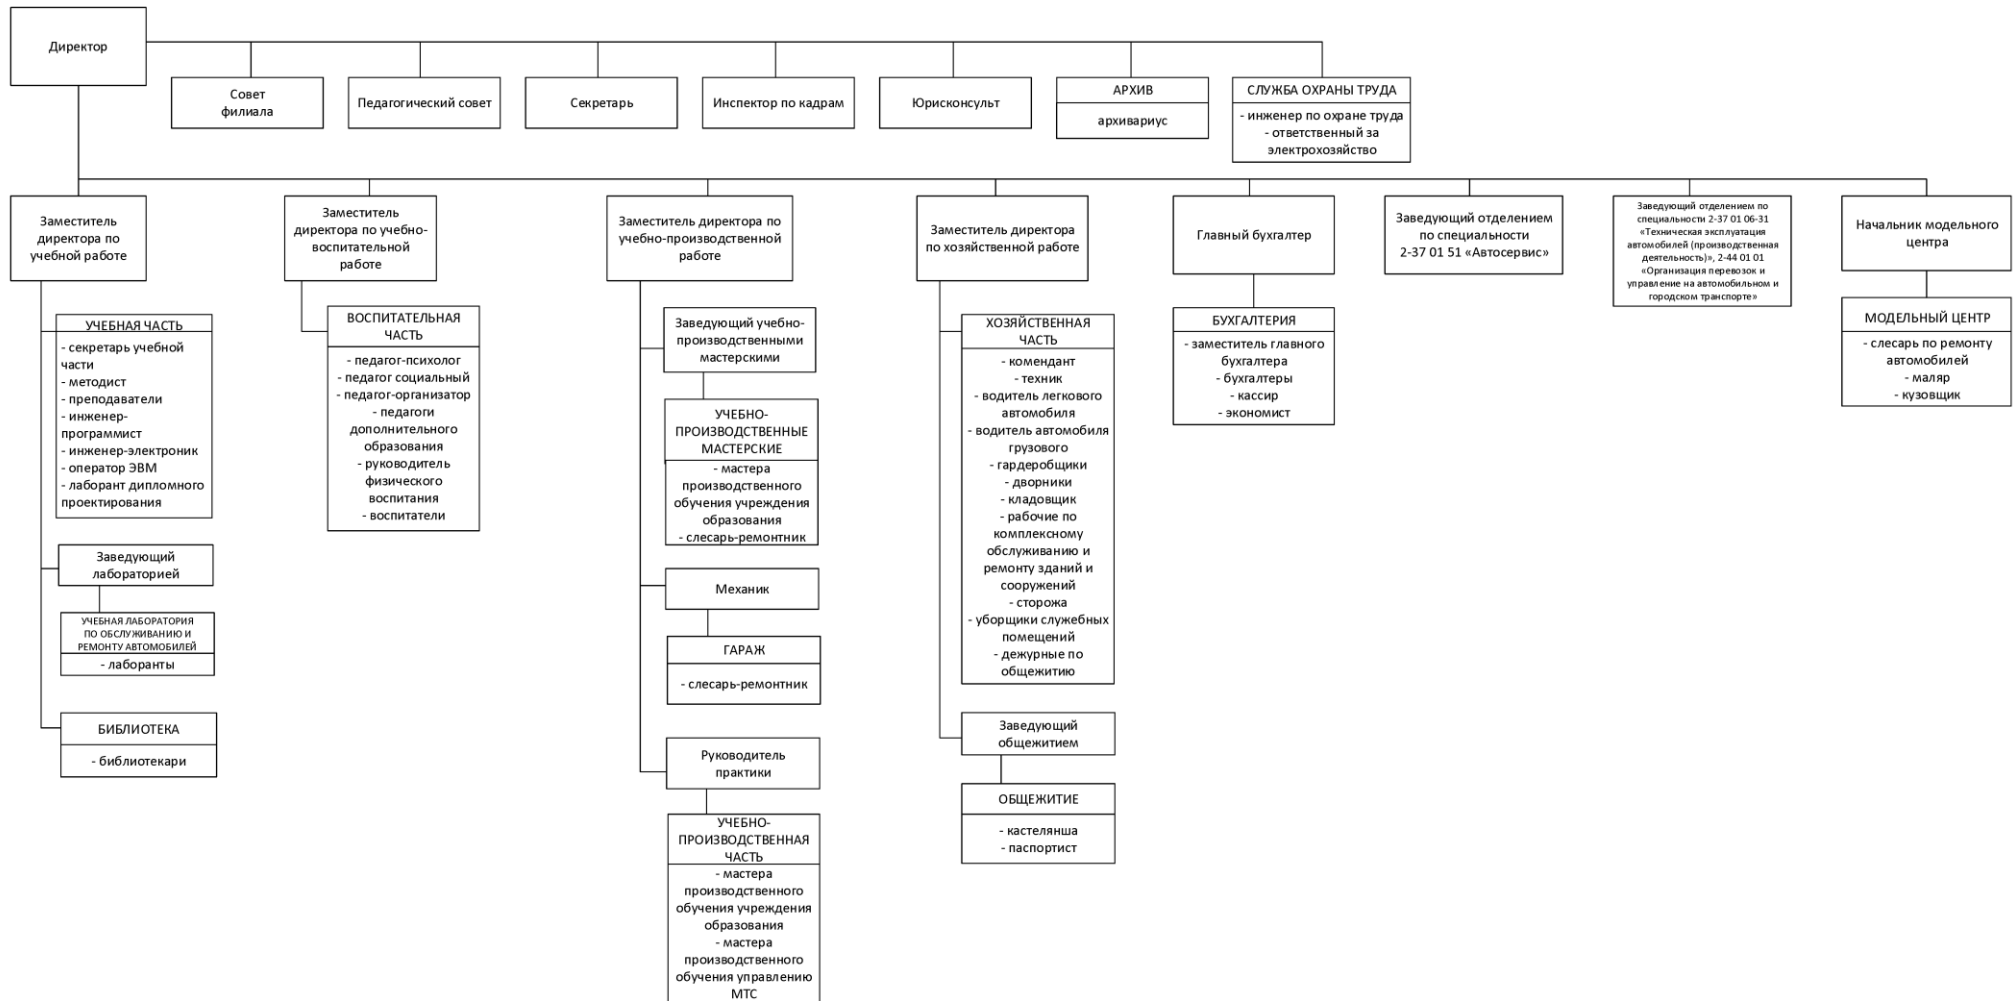 Директор
Совет
филиала
Педагогический совет
Секретарь
Инспектор по кадрам
Юрисконсульт
АРХИВ
архивариус
СЛУЖБА ОХРАНЫ ТРУДА
- инженер по охране труда
- ответственный за
электрохозяйство
Заместитель
директора по
учебной работе
Заместитель
директора по учебно-
воспитательной
работе
Заместитель директора по
учебно-производственной
работе
Заместитель директора
по хозяйственной работе
Главный бухгалтер
Заведующий отделением
по специальности
2-37 01 51 «Автосервис»
Заведующий отделением по
специальности 2-37 01 06-31
«Техническая эксплуатация
автомобилей (производственная
деятельность)», 2-44 01 01
«Организация перевозок и
управление на автомобильном и
городском транспорте»
Начальник модельного
центра
УЧЕБНАЯ ЧАСТЬ
- секретарь учебной
части
- методист
- преподаватели
- инженер-
программист
- инженер-электроник
- оператор ЭВМ
- лаборант дипломного
проектирования
Заведующий
лабораторией
УЧЕБНАЯ ЛАБОРАТОРИЯ
ПО ОБСЛУЖИВАНИЮ И
РЕМОНТУ АВТОМОБИЛЕЙ
- лаборанты
БИБЛИОТЕКА
- библиотекари
ВОСПИТАТЕЛЬНАЯ
ЧАСТЬ
- педагог-психолог
- педагог социальный
- педагог-организатор
- педагоги
дополнительного
образования
- руководитель
физического
воспитания
- воспитатели
Заведующий учебно-
производственными
мастерскими
УЧЕБНО-
ПРОИЗВОДСТВЕННЫЕ
МАСТЕРСКИЕ
- мастера
производственного
обучения учреждения
образования
- слесарь-ремонтник
Механик
ГАРАЖ
- слесарь-ремонтник
Руководитель
практики
УЧЕБНО-
ПРОИЗВОДСТВЕННАЯ
ЧАСТЬ
- мастера
производственного
обучения учреждения
образования
- мастера
производственного
обучения управлению
МТС
ХОЗЯЙСТВЕННАЯ
ЧАСТЬ
- комендант
- техник
- водитель легкового
автомобиля
- водитель автомобиля
грузового
- гардеробщики
- дворники
- кладовщик
- рабочие по
комплексному
обслуживанию и
ремонту зданий и
сооружений
- сторожа
- уборщики служебных
помещений
- дежурные по
общежитию
Заведующий
общежитием
ОБЩЕЖИТИЕ
- кастелянша
- паспортист
БУХГАЛТЕРИЯ
- заместитель главного
бухгалтера
- бухгалтеры
- кассир
- экономист
МОДЕЛЬНЫЙ ЦЕНТР
- слесарь по ремонту
автомобилей
- маляр
- кузовщик